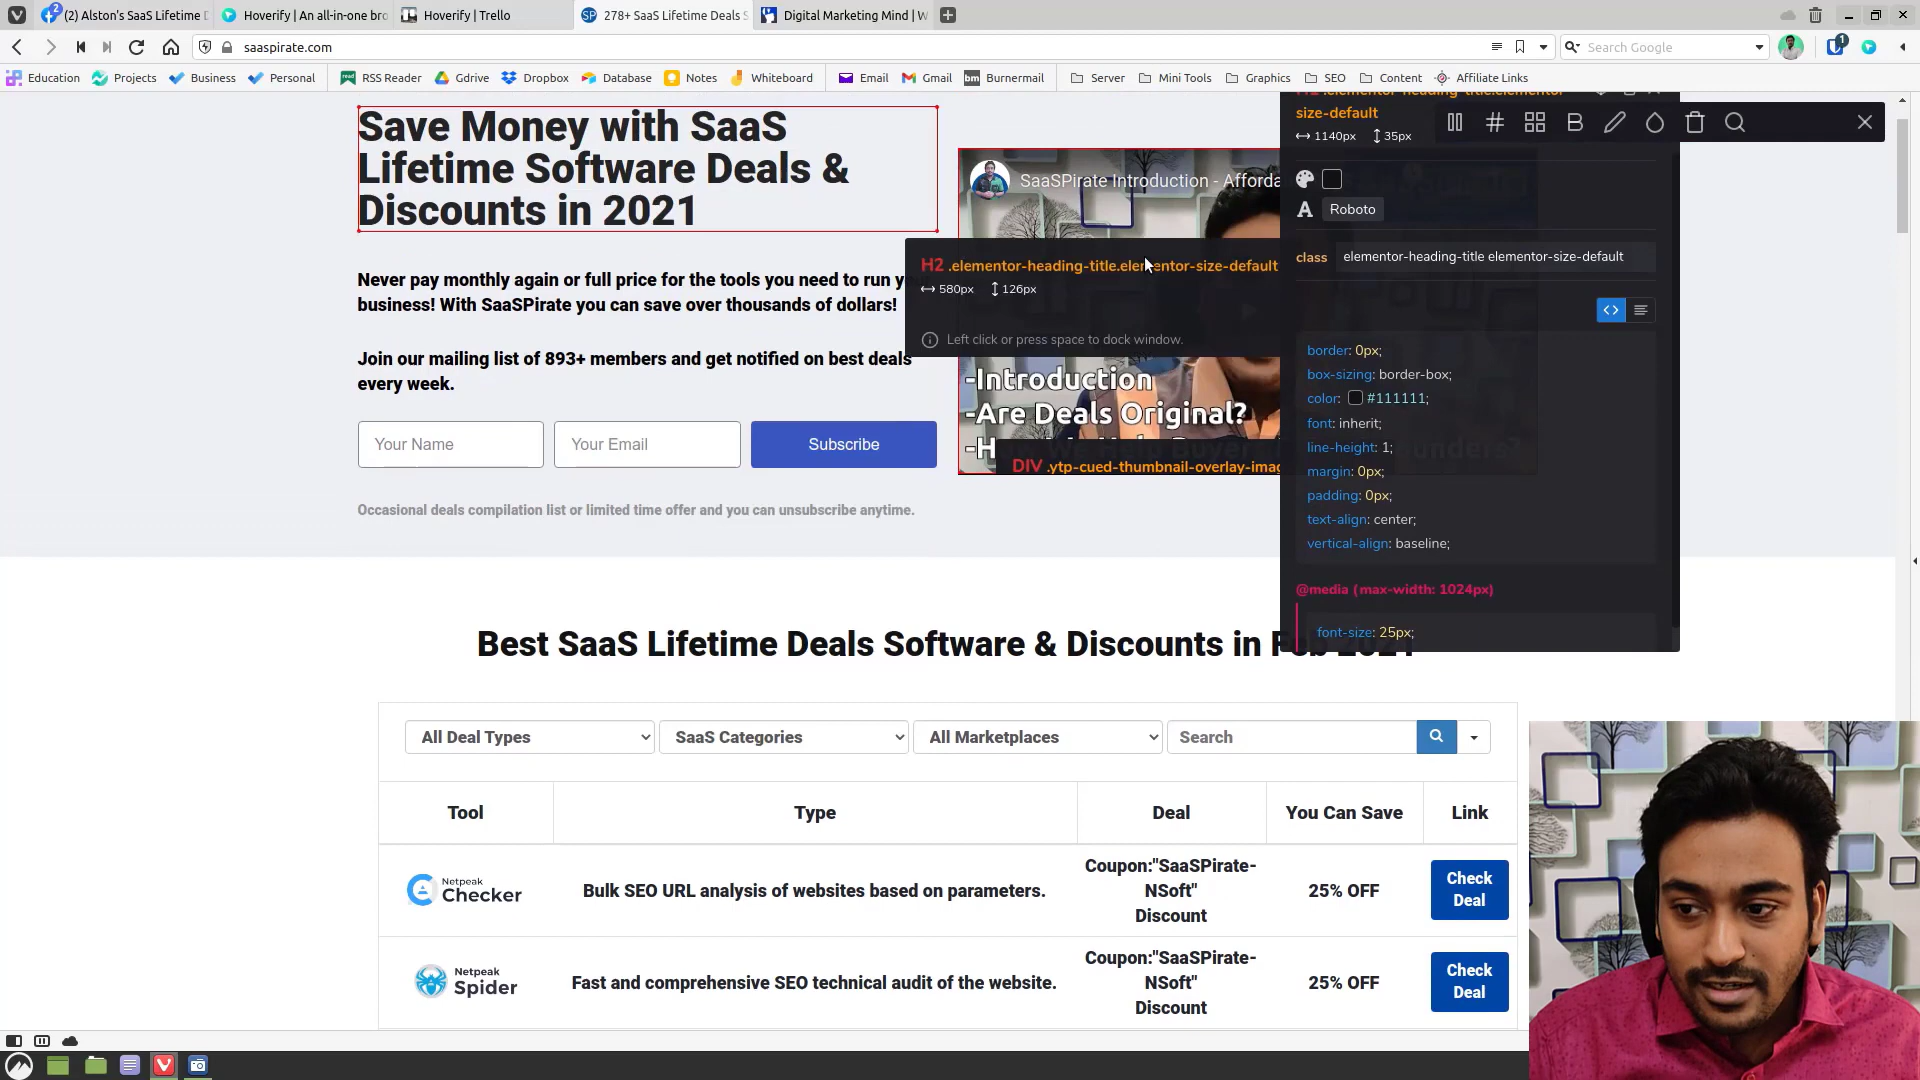 (2) Alston's SaaS Lifetime D
Hoverify | An all-in-one bro
Hoverify | Trello
278+ SaaS Lifetime Deals S
Digital Marketing Mind | W
saaspirate.com
Search Google
Education
Projects
Business
Personal
RSS Reader
Gdrive
Dropbox
Database
Notes
Whiteboard
Email
Gmail
Burnermail
Server
Mini Tools
Graphics
SEO
Content
Affiliate Links
Save Money with SaaS
Lifetime Software Deals &
Discounts in 2021
Never pay monthly again or full price for the tools you need to run yo
business! With SaaSPirate you can save over thousands of dollars!
Join our mailing list of 893+ members and get notified on best deals
every week.
Your Name
Your Email
Subscribe
Occasional deals compilation list or limited time offer and you can unsubscribe anytime.
SaaSPirate Introduction - Afforda
H2 .elementor-heading-title.elementor-size-default
580px 126px
Left click or press space to dock window.
-Introduction
-Are Deals Original?
DIV .ytp-cued-thumbnail-overlay-imag
size-default
1140px 35px
Roboto
class elementor-heading-title elementor-size-default
border: 0px;
box-sizing: border-box;
color: #111111;
font: inherit;
line-height: 1;
margin: 0px;
padding: 0px;
text-align: center;
vertical-align: baseline;
@media (max-width: 1024px)
font-size: 25px;
Best SaaS Lifetime Deals Software & Discounts in Feb 2021
All Deal Types
SaaS Categories
All Marketplaces
Search
Tool
Type
Deal
You Can Save
Link
Netpeak
Checker
Bulk SEO URL analysis of websites based on parameters.
Coupon:"SaaSPirate-
NSoft"
Discount
25% OFF
Check
Deal
Netpeak
Spider
Fast and comprehensive SEO technical audit of the website.
Coupon:"SaaSPirate-
NSoft"
Discount
25% OFF
Check
Deal